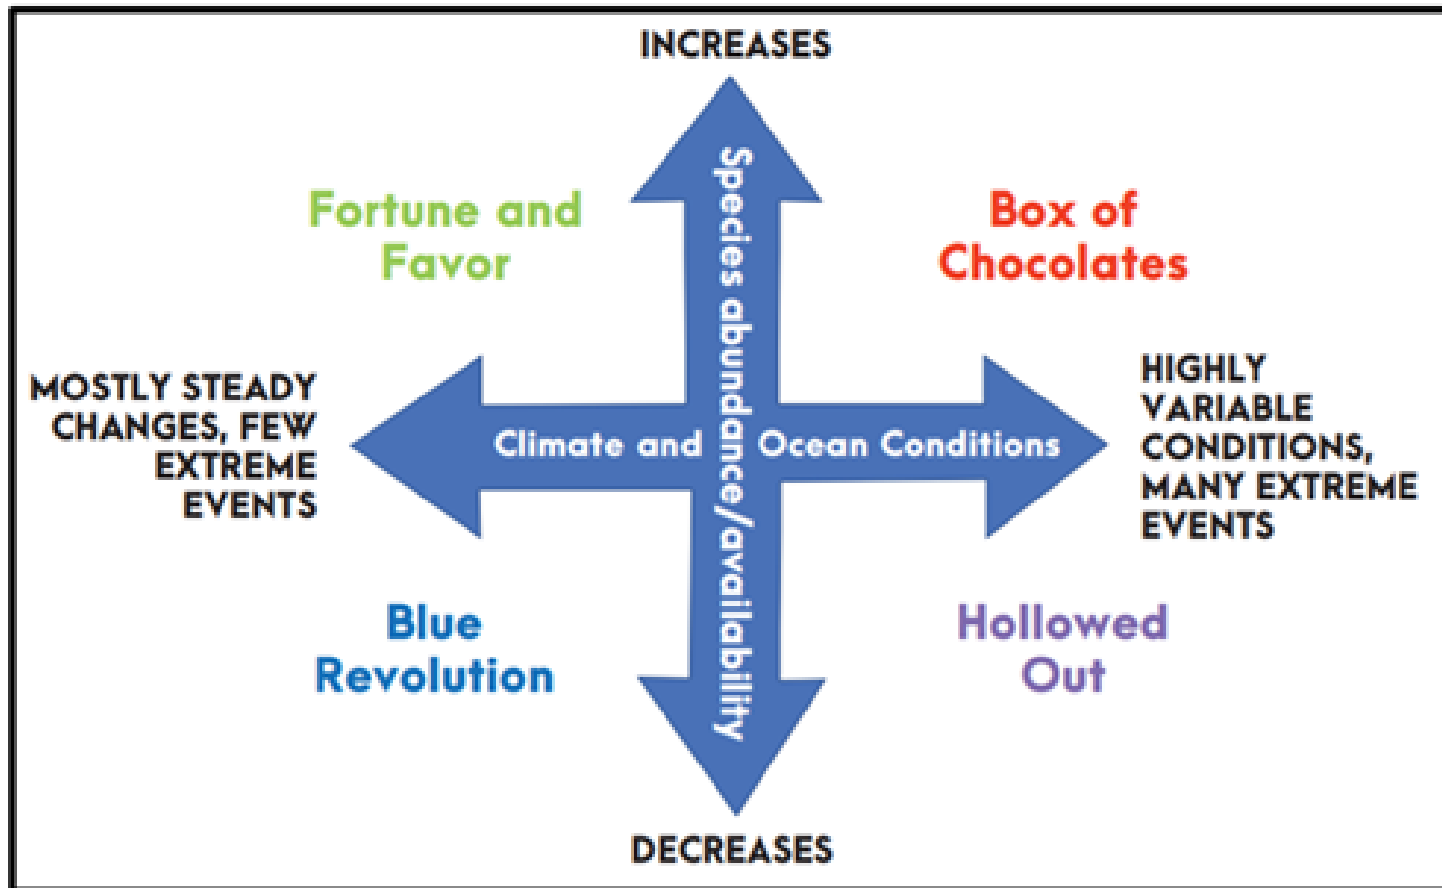 INCREASES
Species abundance/availability
Fortune and
Favor
Box of
Chocolates
MOSTLY STEADY
CHANGES, FEW
EXTREME
EVENTS
Climate and Ocean Conditions
HIGHLY
VARIABLE
CONDITIONS,
MANY EXTREME
EVENTS
Blue
Revolution
Hollowed
Out
DECREASES